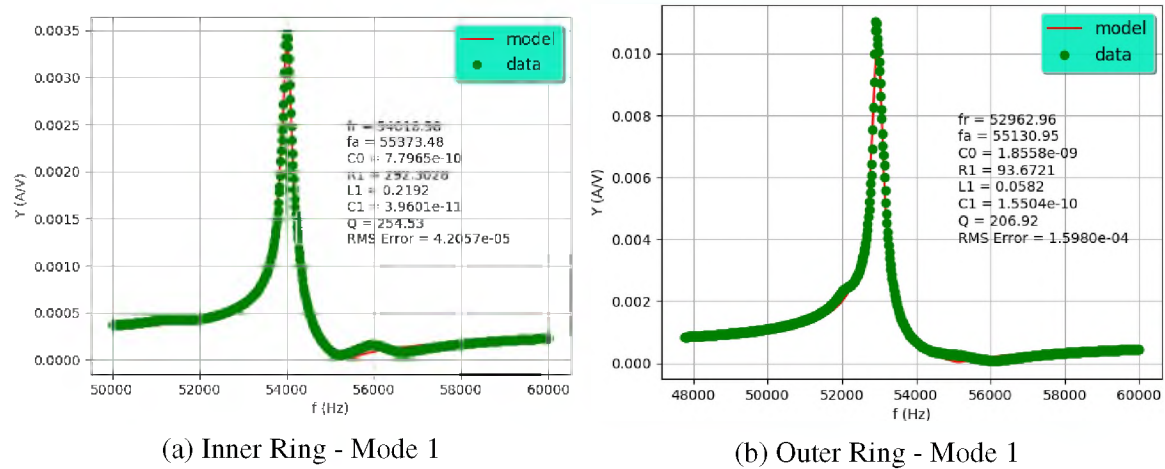 0.0035
0.0030
0.0025
0.0020
0.0015
0.0010
0.0005
0.0000
Y (A/V)
50000 52000 54000 56000 58000 60000
f (Hz)
model
data
fr = 54018.58
fa = 55373.48
C0 = 7.7965e-10
R1 = 292.3028
L1 = 0.2192
C1 = 3.9601e-11
Q = 254.53
RMS Error = 4.2057e-05
(a) Inner Ring - Mode 1
0.010
0.008
0.006
0.004
0.002
0.000
Y (A/V)
48000 50000 52000 54000 56000 58000 60000
f (Hz)
model
data
fr = 52962.96
fa = 55130.95
C0 = 1.8558e-09
R1 = 93.6721
L1 = 0.0582
C1 = 1.5504e-10
Q = 206.92
RMS Error = 1.5980e-04
(b) Outer Ring - Mode 1